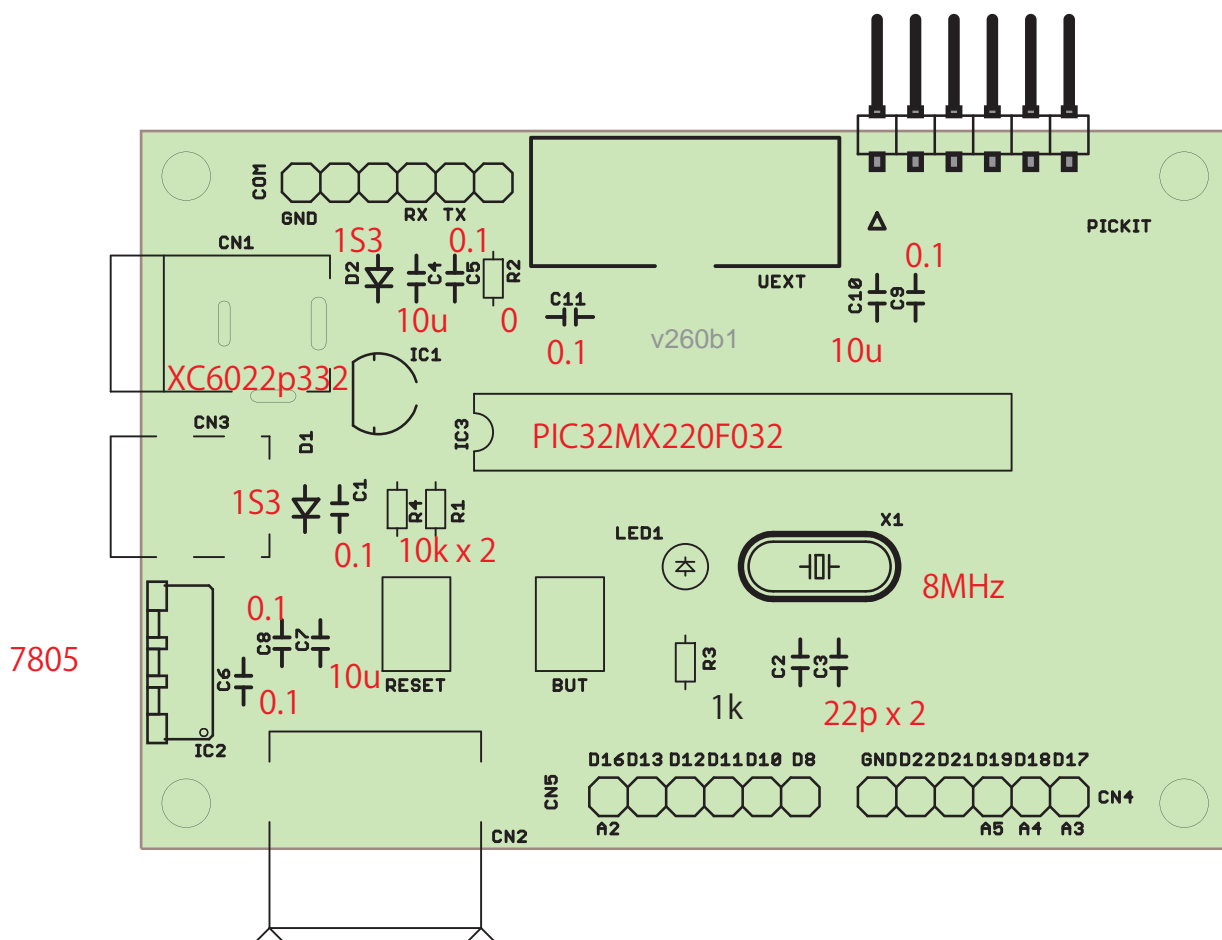 COM
GND
RX TX
PICKIT
CN1
1S3
0.1
D2
C4
C5
R2
UEXT
0.1
C10
C9
C11
10u
0
0.1
v260b1
10u
IC1
XC6022p332
CN3
IC3
PIC32MX220F032
D1
1S3
C1
R4
R1
0.1
10k x 2
LED1
X1
8MHz
7805
0.1
C8
C7
C6
10u
0.1
RESET
BUT
R3
1k
C2
C3
22p x 2
IC2
CN5
D16 D13 D12 D11 D10 D8
A2
GND D22 D21 D19 D18 D17
CN4
A5 A4 A3
CN2